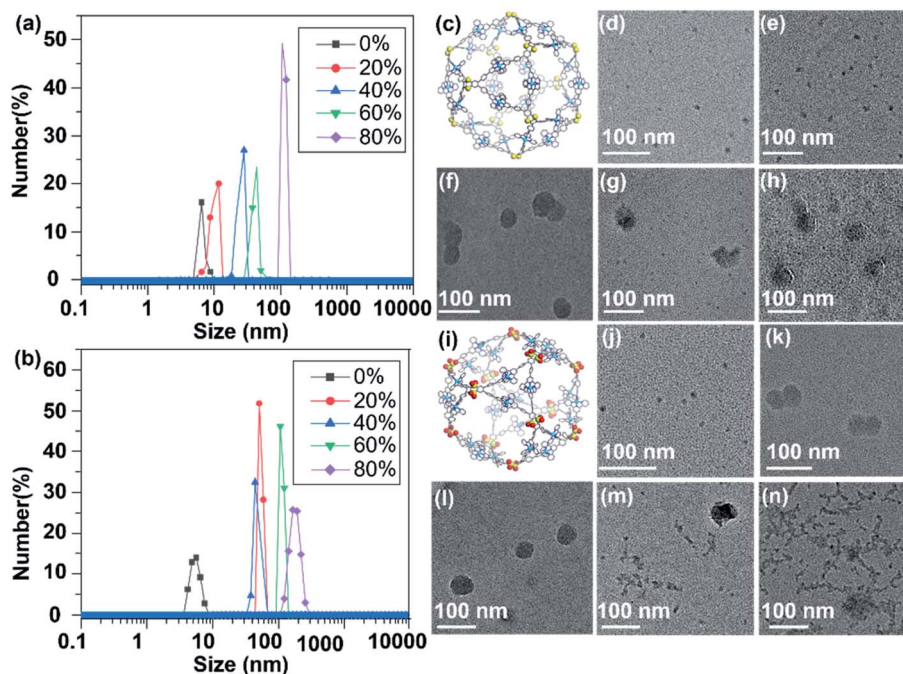 (a)
Number(%)
50
40
30
20
10
0
0%
20%
40%
60%
80%
0.1 1 10 100 1000 10000
Size (nm)
(b)
Number(%)
60
50
40
30
20
10
0
0%
20%
40%
60%
80%
0.1 1 10 100 1000 10000
Size (nm)
(c)
(d)
100 nm
(e)
100 nm
(f)
100 nm
(g)
100 nm
(h)
100 nm
(i)
(j)
100 nm
(k)
100 nm
(l)
100 nm
(m)
100 nm
(n)
100 nm